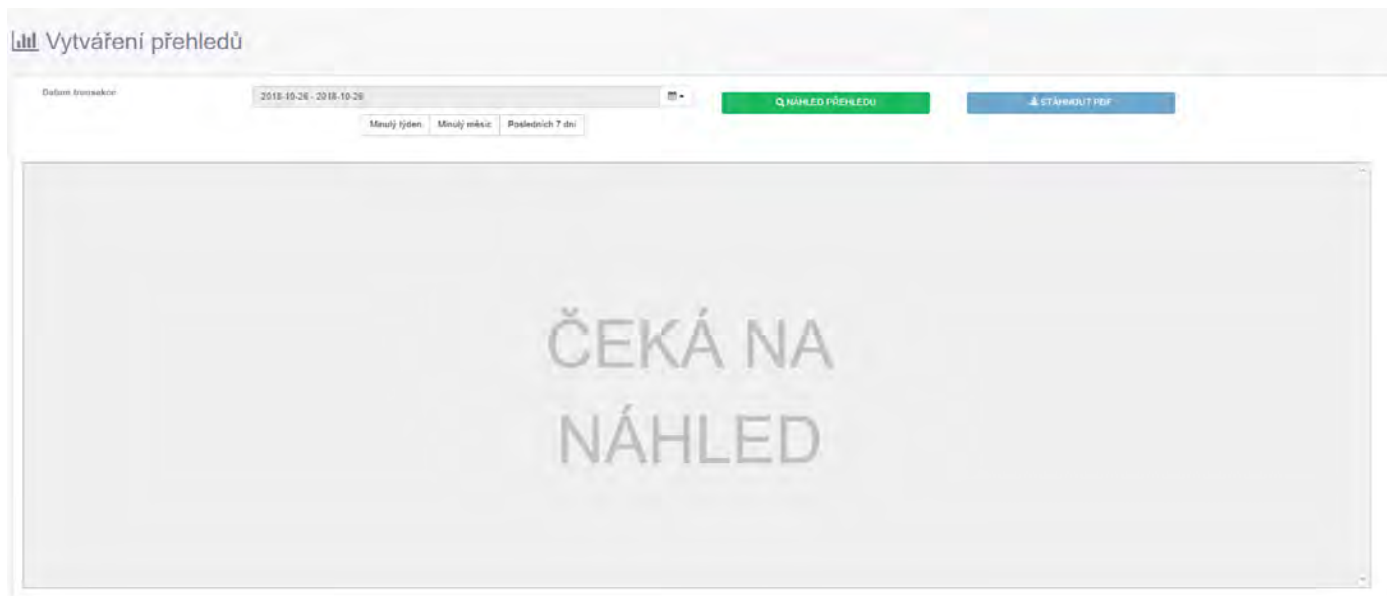 Vytváření přehledů
Datum transakcí
2018-10-26 - 2018-10-26
NÁHLED PŘEHLEDU
STÁHNOUT PDF
Minulý týden
Minulý měsíc
Posledních 7 dní
ČEKÁ NA
NÁHLED